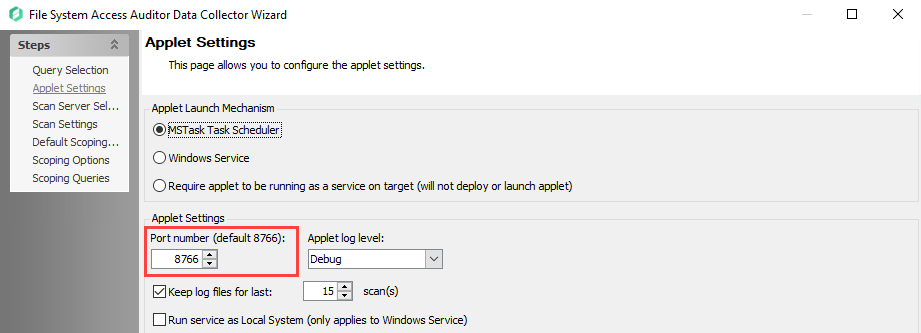 File System Access Auditor Data Collector Wizard
Steps
Query Selection
Applet Settings
Scan Server Sel...
Scan Settings
Default Scoping...
Scoping Options
Scoping Queries
Applet Settings
This page allows you to configure the applet settings.
Applet Launch Mechanism
MSTask Task Scheduler
Windows Service
Require applet to be running as a service on target (will not deploy or launch applet)
Applet Settings
Port number (default 8766): Applet log level:
8766 Debug
Keep log files for last: 15 scan(s)
Run service as Local System (only applies to Windows Service)